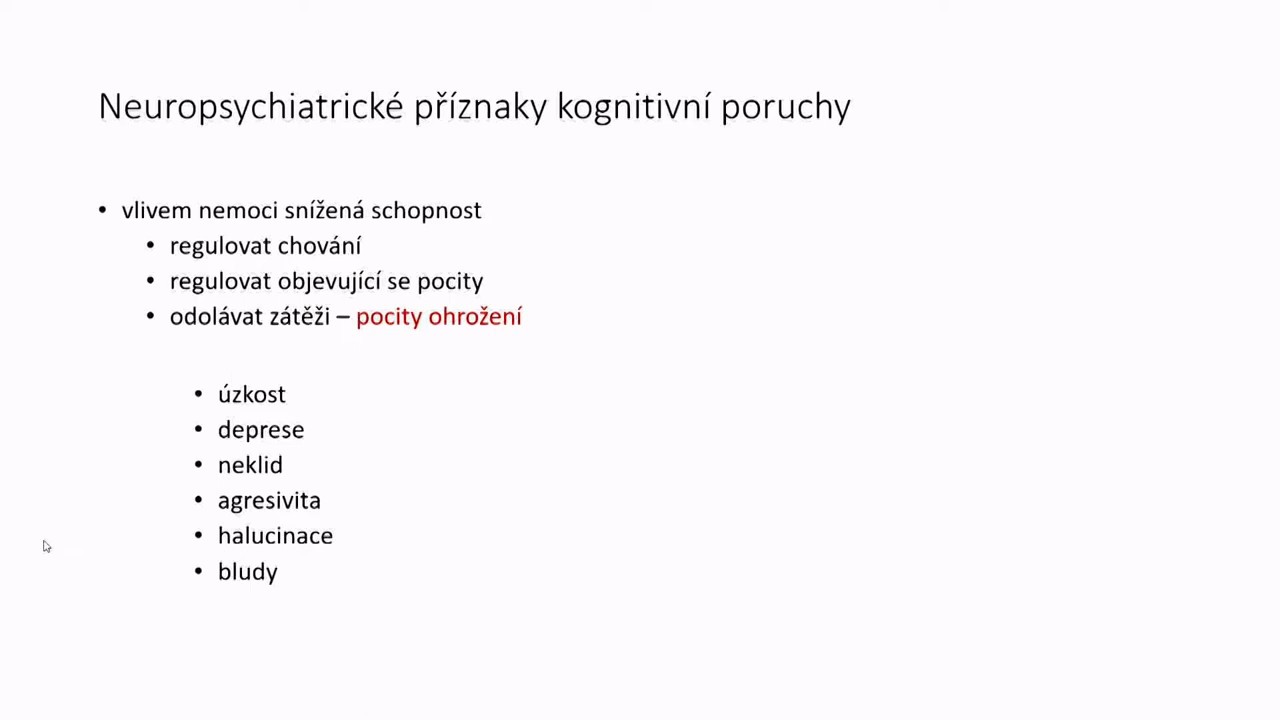 Neuropsychiatrické příznaky kognitivní poruchy
• vlivem nemoci snížená schopnost
• regulovat chování
• regulovat objevující se pocity
• odolávat zátěži – pocity ohrožení
• úzkost
• deprese
• neklid
• agresivita
• halucinace
• bludy